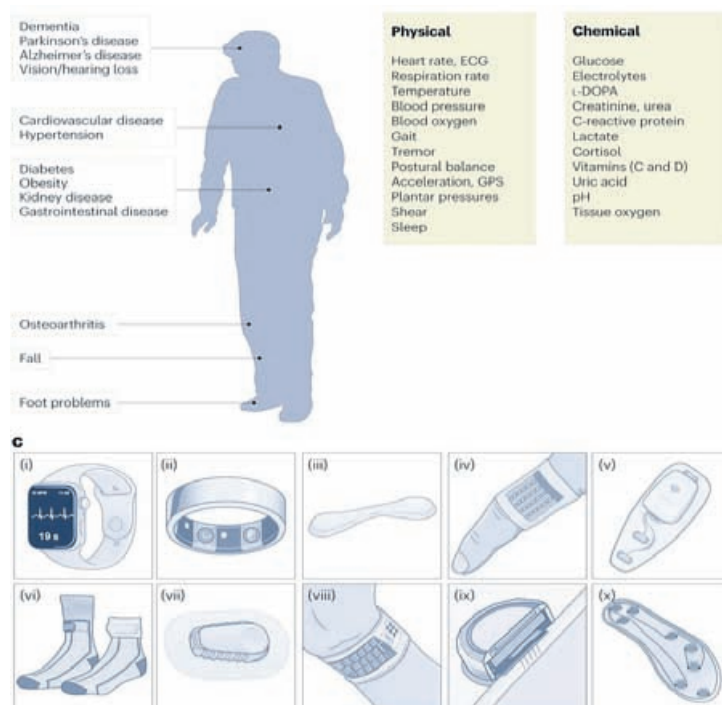 Dementia
Parkinson's disease
Alzheimer's disease
Vision/hearing loss
Cardiovascular disease
Hypertension
Diabetes
Obesity
Kidney disease
Gastrointestinal disease
Osteoarthritis
Fall
Foot problems
Physical
Heart rate, ECG
Respiration rate
Temperature
Blood pressure
Blood oxygen
Gait
Tremor
Postural balance
Acceleration, GPS
Plantar pressures
Shear
Sleep
Chemical
Glucose
Electrolytes
L-DOPA
Creatinine, urea
C-reactive protein
Lactate
Cortisol
Vitamins (C and D)
Uric acid
pH
Tissue oxygen
c
(i)
19 s
(ii)
(iii)
(iv)
(v)
(vi)
(vii)
(viii)
(ix)
(x)